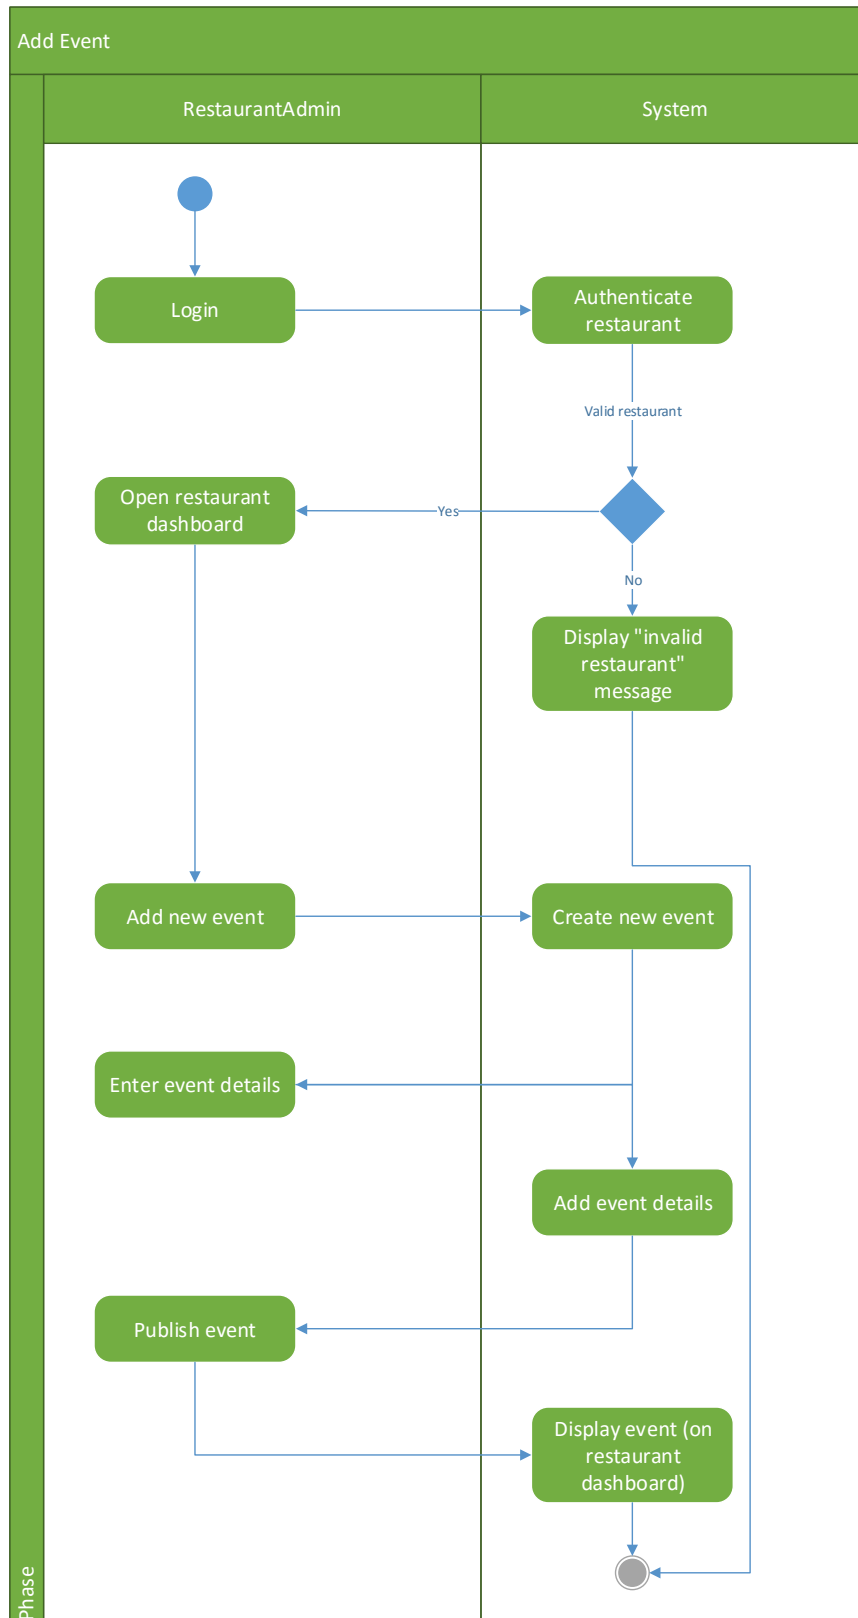 Add Event
RestaurantAdmin
System
Login
Authenticate
restaurant
Valid restaurant
Open restaurant
dashboard
Yes
No
Display "invalid
restaurant"
message
Add new event
Create new event
Enter event details
Add event details
Publish event
Display event (on
restaurant
dashboard)
Phase